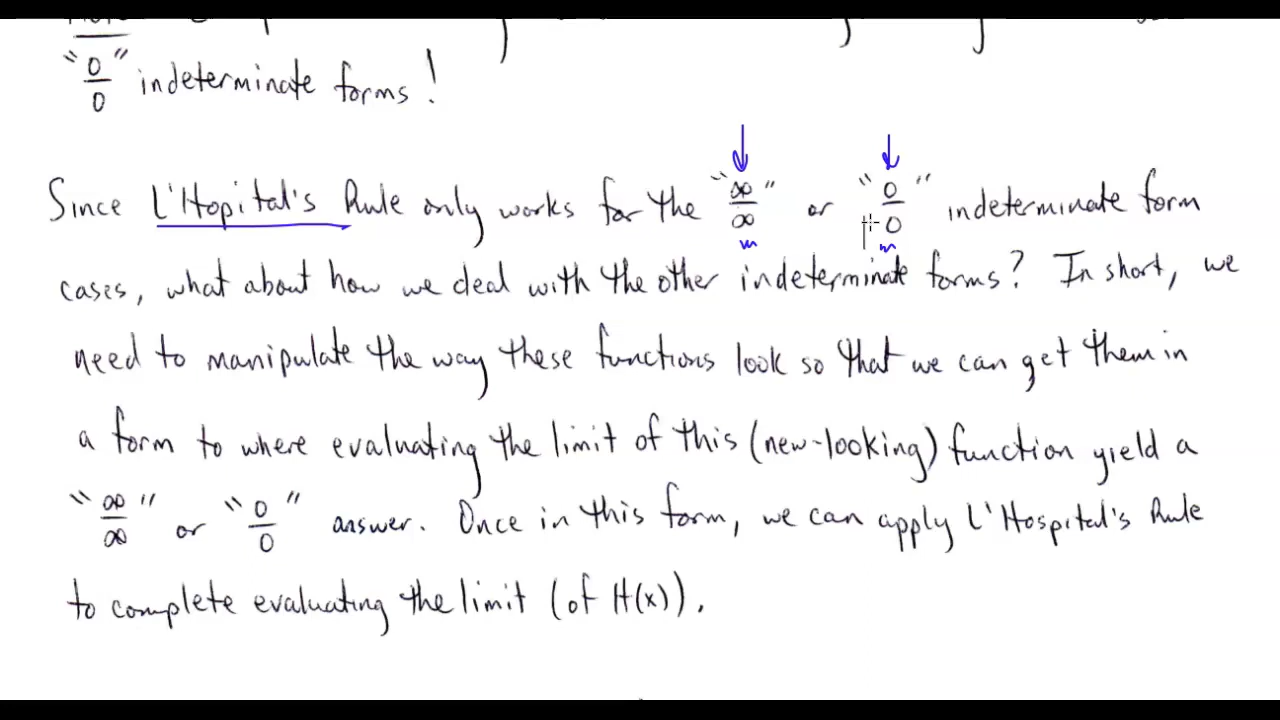 "0/0" indeterminate forms!
Since L'Hopital's Rule only works for the "∞/∞" or "0/0" indeterminate form
cases, what about how we deal with the other indeterminate forms? In short, we
need to manipulate the way these functions look so that we can get them in
a form to where evaluating the limit of this (new-looking) function yield a
"∞/∞" or "0/0" answer. Once in this form, we can apply L'Hospital's Rule
to complete evaluating the limit (of H(x)).